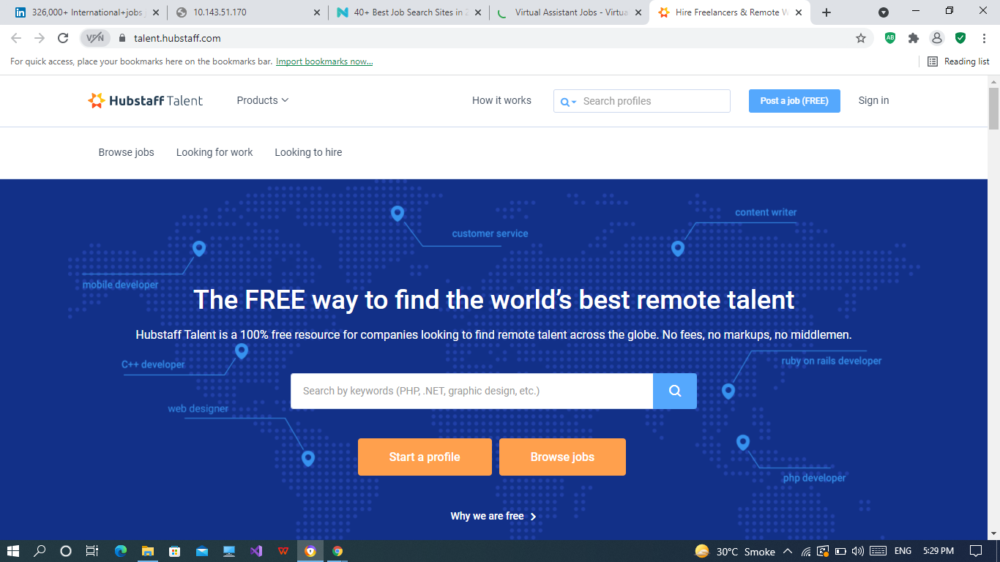 326,000+ International+jobs
10.143.51.170
40+ Best Job Search Sites in 2
Virtual Assistant Jobs - Virtua
Hire Freelancers & Remote W
VPN
talent.hubstaff.com
For quick access, place your bookmarks here on the bookmarks bar. Import bookmarks now...
Reading list
Hubstaff Talent
Products
How it works
Search profiles
Post a job (FREE)
Sign in
Browse jobs
Looking for work
Looking to hire
content writer
customer service
mobile developer
The FREE way to find the world's best remote talent
Hubstaff Talent is a 100% free resource for companies looking to find remote talent across the globe. No fees, no markups, no middlemen.
C++ developer
ruby on rails developer
Search by keywords (PHP, .NET, graphic design, etc.)
web designer
Start a profile
Browse jobs
php developer
Why we are free
30°C Smoke
ENG
5:29 PM